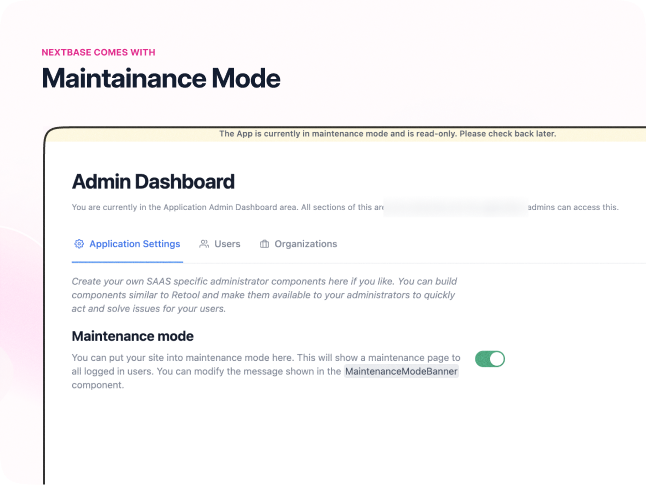 NEXTBASE COMES WITH
Maintainance Mode
The App is currently in maintenance mode and is read-only. Please check back later.
Admin Dashboard
You are currently in the Application Admin Dashboard area. All sections of this are admins can access this.
Application Settings Users Organizations
Create your own SAAS specific administrator components here if you like. You can build
components similar to Retool and make them available to your administrators to quickly
act and solve issues for your users.
Maintenance mode
You can put your site into maintenance mode here. This will show a maintenance page to
all logged in users. You can modify the message shown in the MaintenanceModeBanner
component.